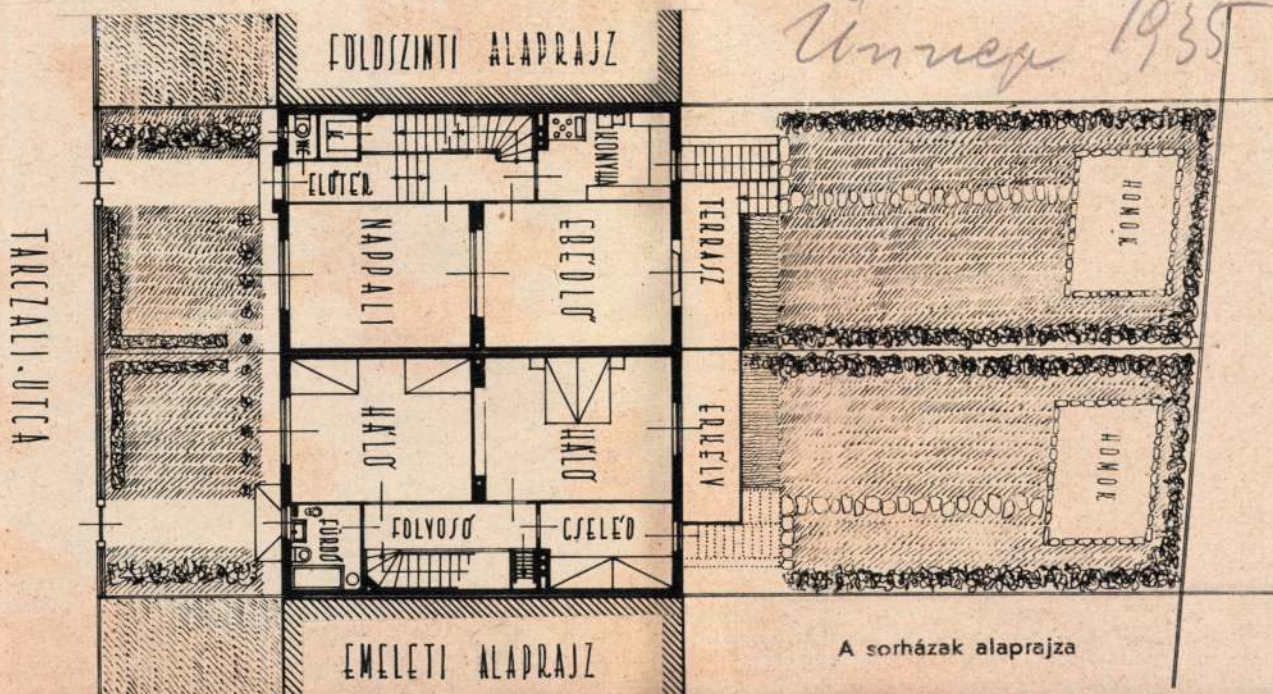 Ünnep 1935
FÖLDSZINTI ALAPRAJZ
WC
K
ELŐTÉR
KONYHA
NAPPALI
EBÉDLŐ
TERRASZ
HOMOK
TARCZALI-UTCA
HÁLÓ
HÁLÓ
ERKÉLY
HOMOK
FÜRDŐ
FOLYOSÓ
CSELÉD
EMELETI ALAPRAJZ
A sorházak alaprajza